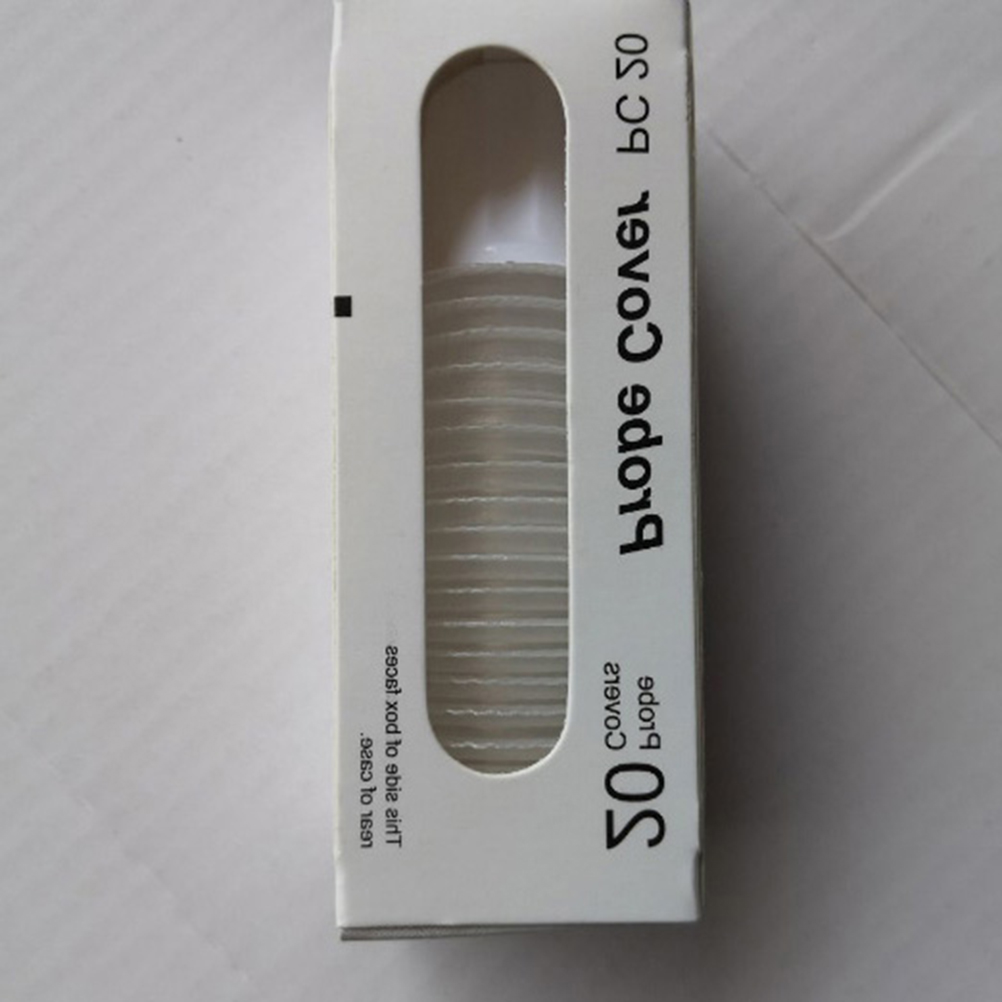 Probe Cover PC 20
20 Probe
Covers
This side of box faces
rear of case.